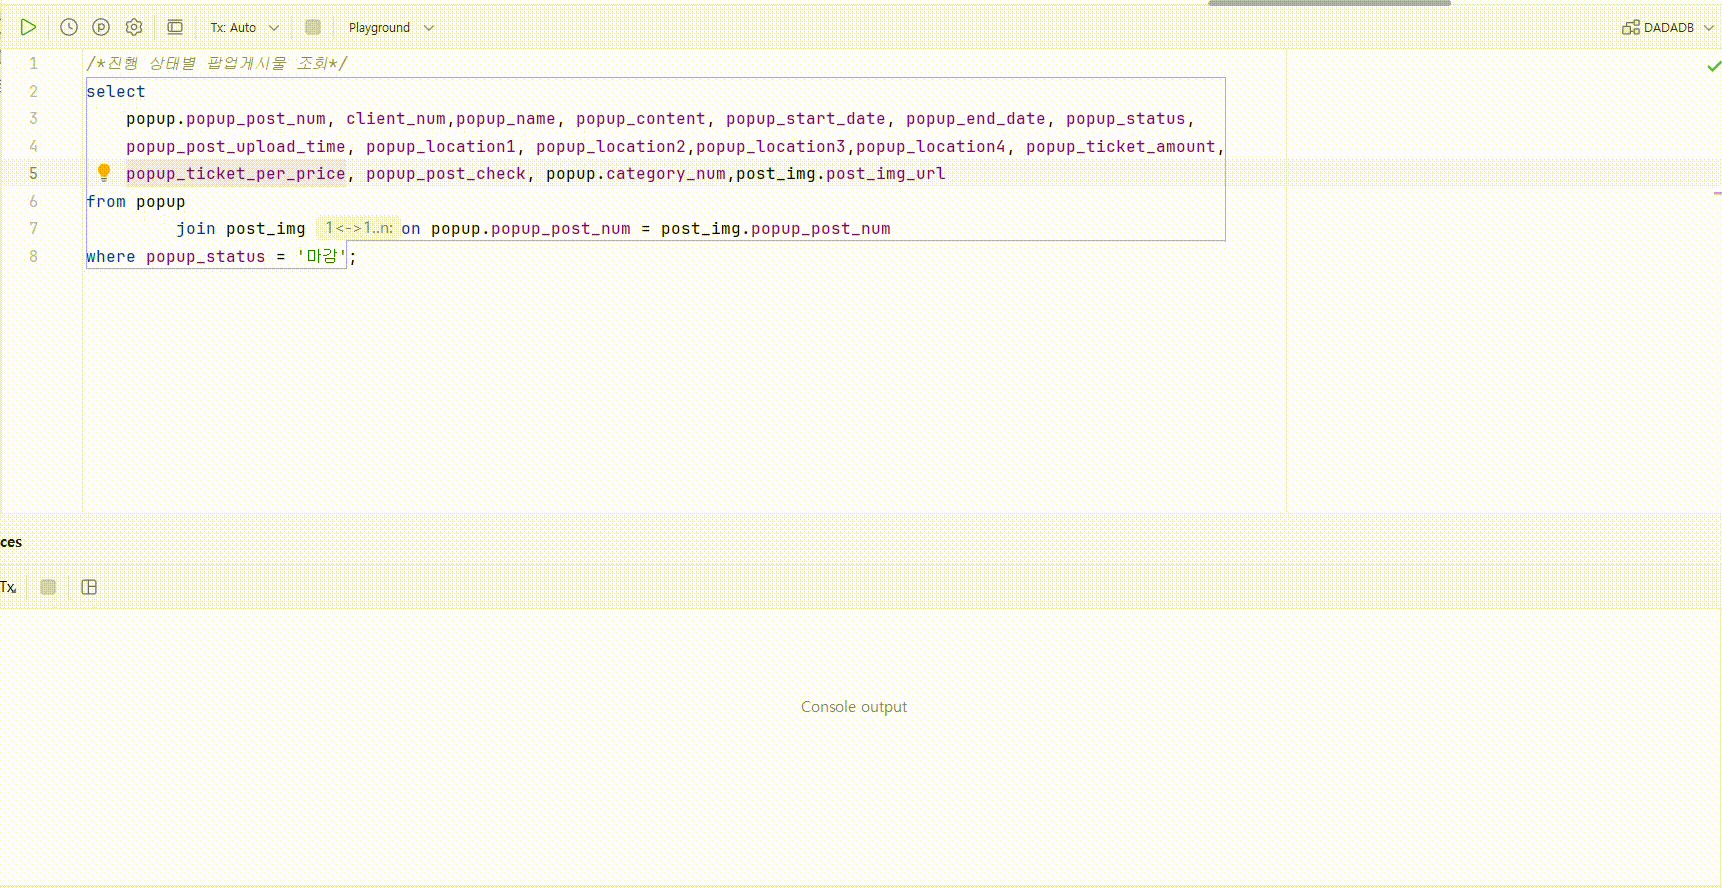 Tx: Auto Playground DADADB
1 /*진행 상태별 팝업게시물 조회*/
2 select
3 popup.popup_post_num, client_num,popup_name, popup_content, popup_start_date, popup_end_date, popup_status,
4 popup_post_upload_time, popup_location1, popup_location2,popup_location3,popup_location4, popup_ticket_amount,
5 popup_ticket_per_price, popup_post_check, popup.category_num,post_img.post_img_url
6 from popup
7 join post_img 1<->1..n: on popup.popup_post_num = post_img.popup_post_num
8 where popup_status = '마감';
ces
Tx
Console output